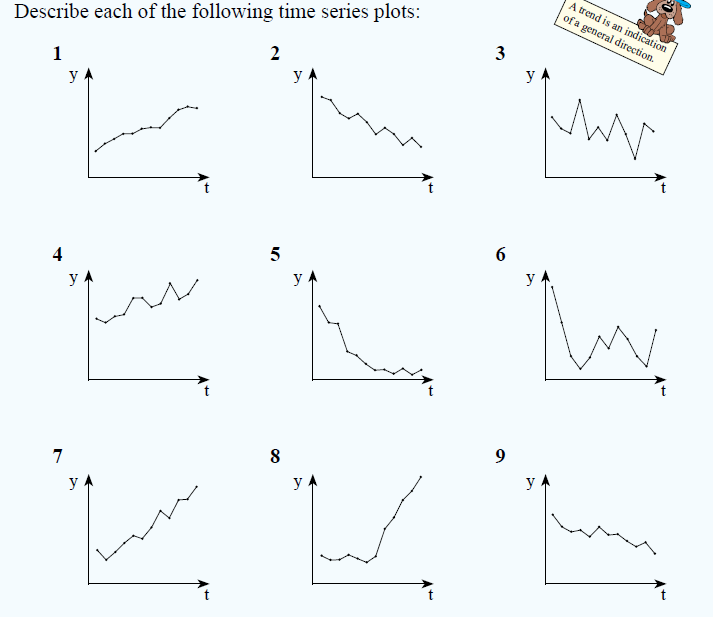 Describe each of the following time series plots:
A trend is an indication
of a general direction.
1
2
3
y
y
y
t
t
t
4
5
6
y
y
y
t
t
t
7
8
9
y
y
y
t
t
t